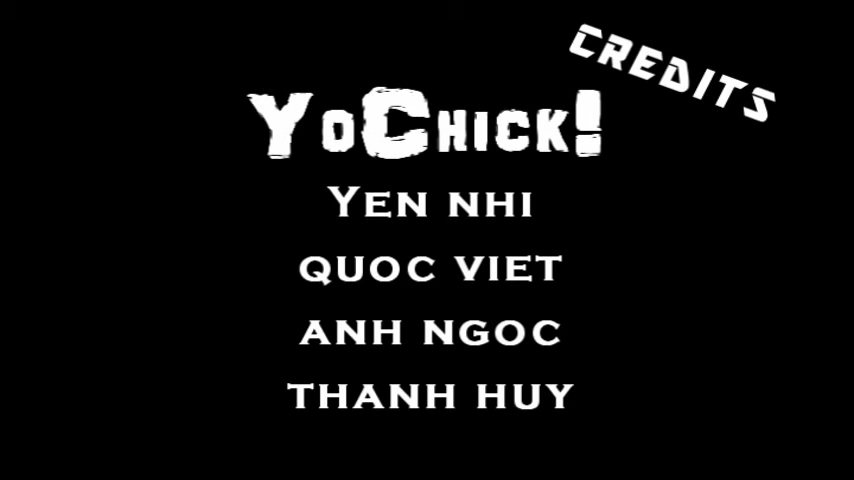 CREDITS
YoChick!
YEN NHI
QUOC VIET
ANH NGOC
THANH HUY